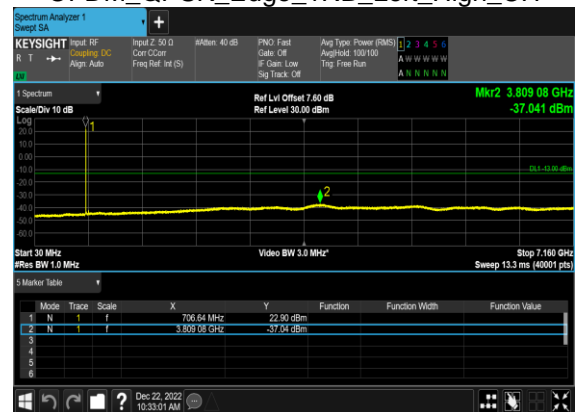 Spectrum Analyzer 1
Swept SA
+
KEYSIGHT Input: RF Input Z: 50 Ω #Atten: 40 dB PNO: Fast Avg Type: Power (RMS) 1 2 3 4 5 6
R T Coupling: DC Corr CCorr Gate: Off Avg|Hold: 100/100 A W W W W W
Align: Auto Freq Ref: Int (S) IF Gain: Low Trig: Free Run
Sig Track: Off A N N N N N
LW
1 Spectrum Ref Lvl Offset 7.60 dB Mkr2 3.809 08 GHz
Scale/Div 10 dB Ref Level 30.00 dBm -37.041 dBm
Log
20.0
10.0
0.00
-10.0
-20.0
-30.0
-40.0
-50.0
-60.0
1
DL1 -13.00 dBm
2
Start 30 MHz Video BW 3.0 MHz* Stop 7.160 GHz
#Res BW 1.0 MHz Sweep 13.3 ms (40001 pts)
5 Marker Table
Mode Trace Scale X Y Function Function Width Function Value
1 N 1 f 706.64 MHz 22.90 dBm
2 N 1 f 3.809 08 GHz -37.04 dBm
3
4
5
6
? Dec 22, 2022
10:33:01 AM